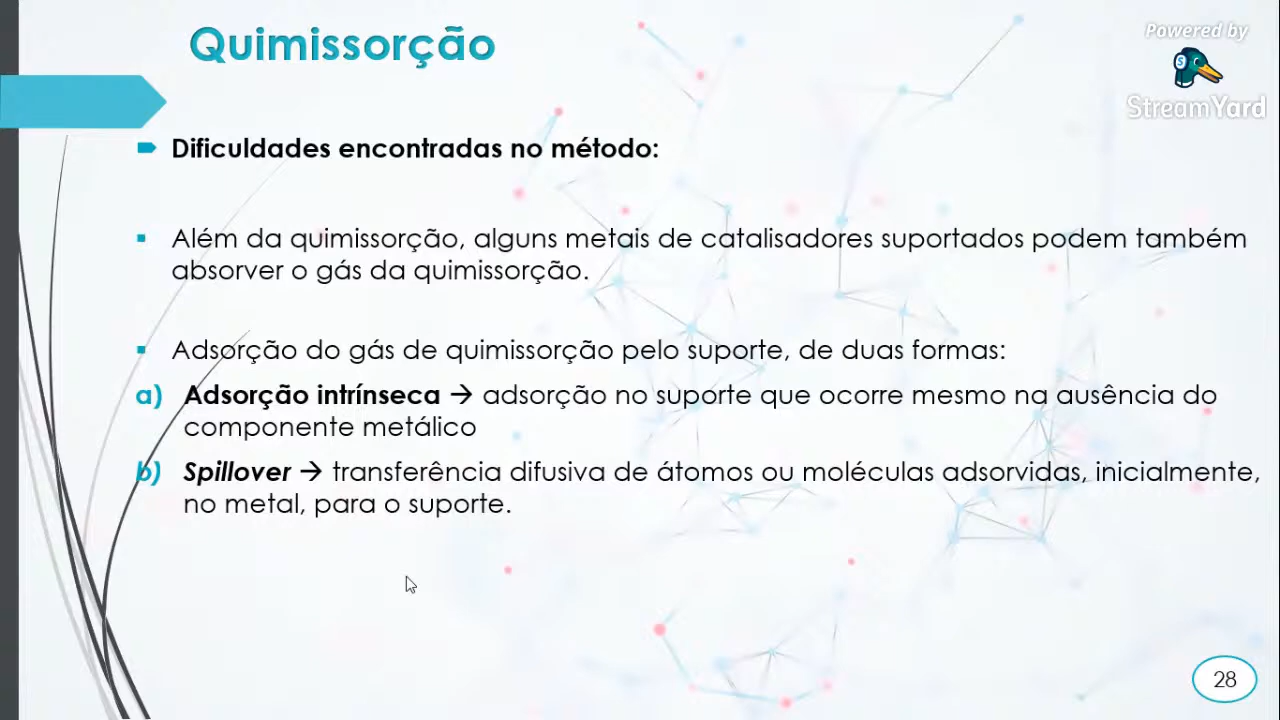 Quimissorção
Powered by
StreamYard
Dificuldades encontradas no método:
Além da quimissorção, alguns metais de catalisadores suportados podem também
absorver o gás da quimissorção.
Adsorção do gás de quimissorção pelo suporte, de duas formas:
a) Adsorção intrínseca → adsorção no suporte que ocorre mesmo na ausência do
componente metálico
b) Spillover → transferência difusiva de átomos ou moléculas adsorvidas, inicialmente,
no metal, para o suporte.
28